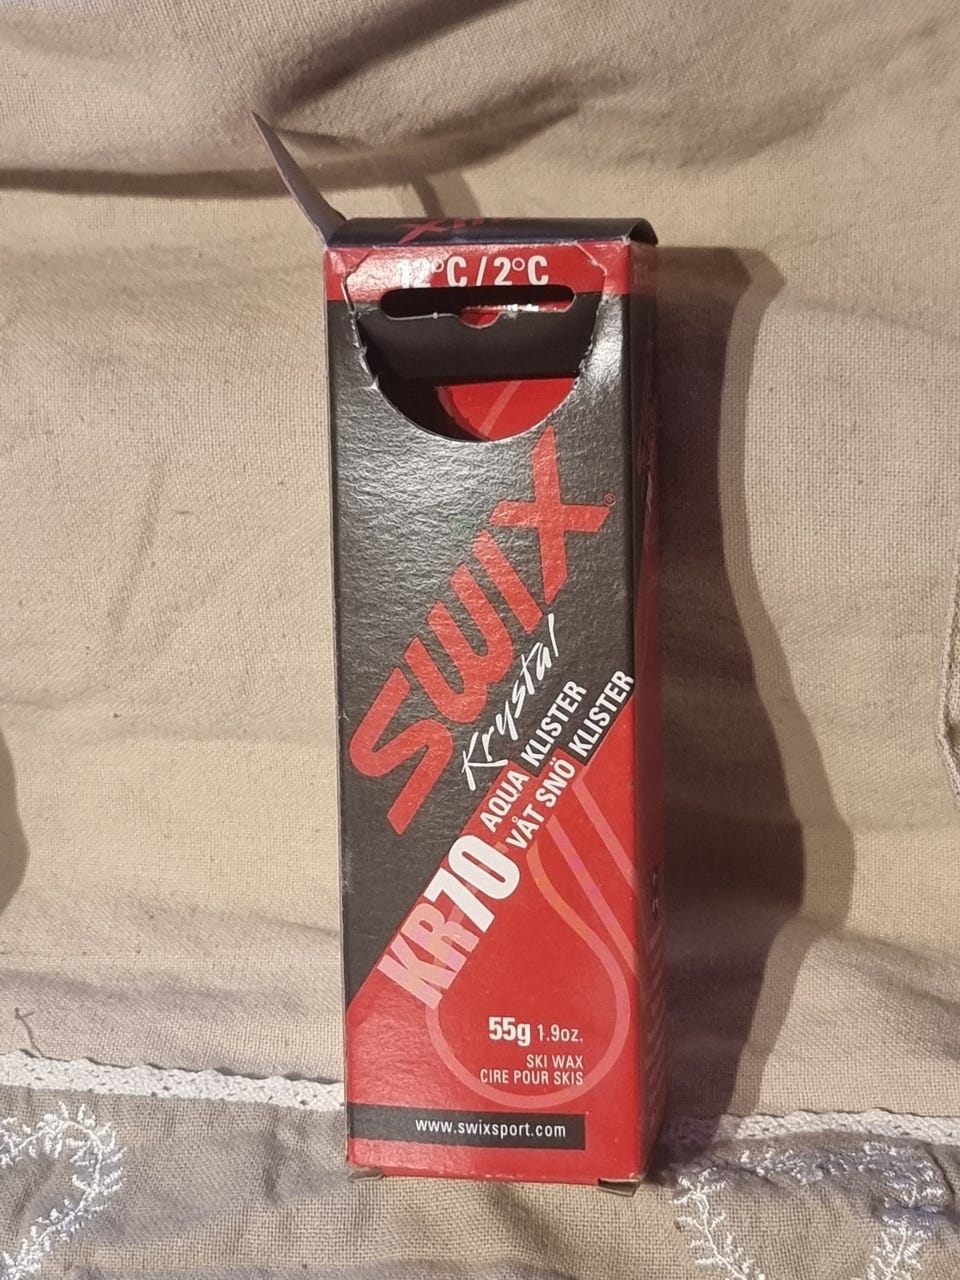 12°C / 2°C
SWIX®
Krystal
AQUA KLISTER
VÅT SNÖ KLISTER
KR70
55g 1.9oz.
SKI WAX
CIRE POUR SKIS
www.swixsport.com